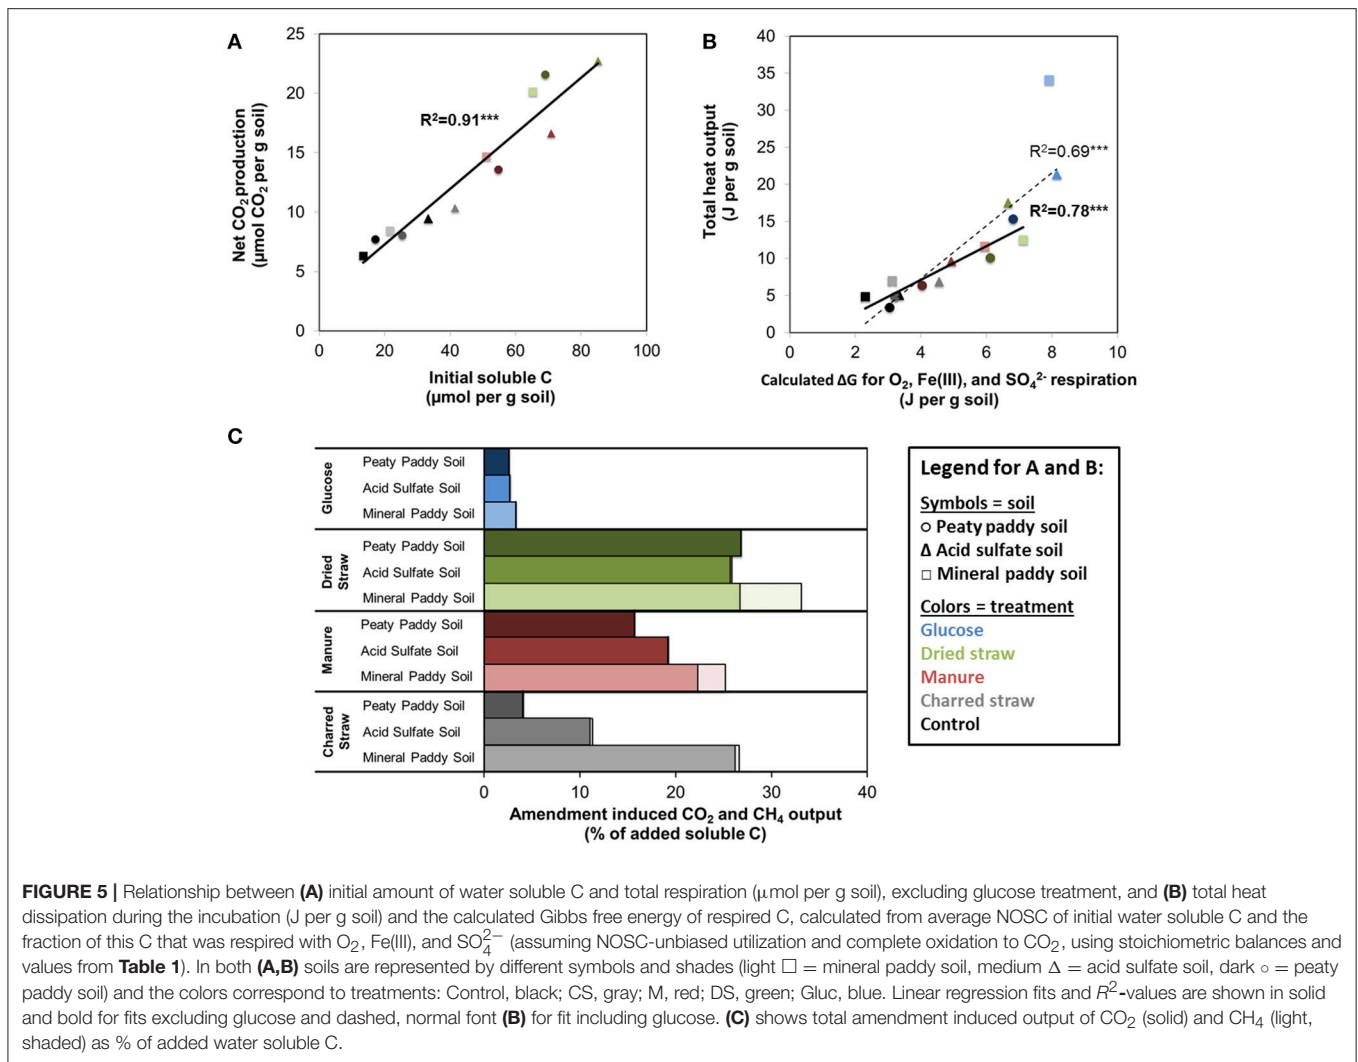 A
25
20
15
10
5
0
Net CO₂ production
(µmol CO₂ per g soil)
R²=0.91***
0 20 40 60 80 100
Initial soluble C
(µmol per g soil)
B
40
35
30
25
20
15
10
5
0
Total heat output
(J per g soil)
R²=0.69***
R²=0.78***
0 2 4 6 8 10
Calculated ΔG for O₂, Fe(III), and SO₄²⁻ respiration
(J per g soil)
C
Glucose
Peaty Paddy Soil
Acid Sulfate Soil
Mineral Paddy Soil
Dried
Straw
Peaty Paddy Soil
Acid Sulfate Soil
Mineral Paddy Soil
Manure
Peaty Paddy Soil
Acid Sulfate Soil
Mineral Paddy Soil
Charred
Straw
Peaty Paddy Soil
Acid Sulfate Soil
Mineral Paddy Soil
0 10 20 30 40
Amendment induced CO₂ and CH₄ output
(% of added soluble C)
Legend for A and B:
Symbols = soil
○ Peaty paddy soil
Δ Acid sulfate soil
□ Mineral paddy soil
Colors = treatment
Glucose
Dried straw
Manure
Charred straw
Control
FIGURE 5 | Relationship between (A) initial amount of water soluble C and total respiration (μmol per g soil), excluding glucose treatment, and (B) total heat
dissipation during the incubation (J per g soil) and the calculated Gibbs free energy of respired C, calculated from average NOSC of initial water soluble C and the
fraction of this C that was respired with O₂, Fe(III), and SO₄²⁻ (assuming NOSC-unbiased utilization and complete oxidation to CO₂, using stoichiometric balances and
values from Table 1). In both (A,B) soils are represented by different symbols and shades (light □ = mineral paddy soil, medium Δ = acid sulfate soil, dark ○ = peaty
paddy soil) and the colors correspond to treatments: Control, black; CS, gray; M, red; DS, green; Gluc, blue. Linear regression fits and R²-values are shown in solid
and bold for fits excluding glucose and dashed, normal font (B) for fit including glucose. (C) shows total amendment induced output of CO₂ (solid) and CH₄ (light,
shaded) as % of added water soluble C.